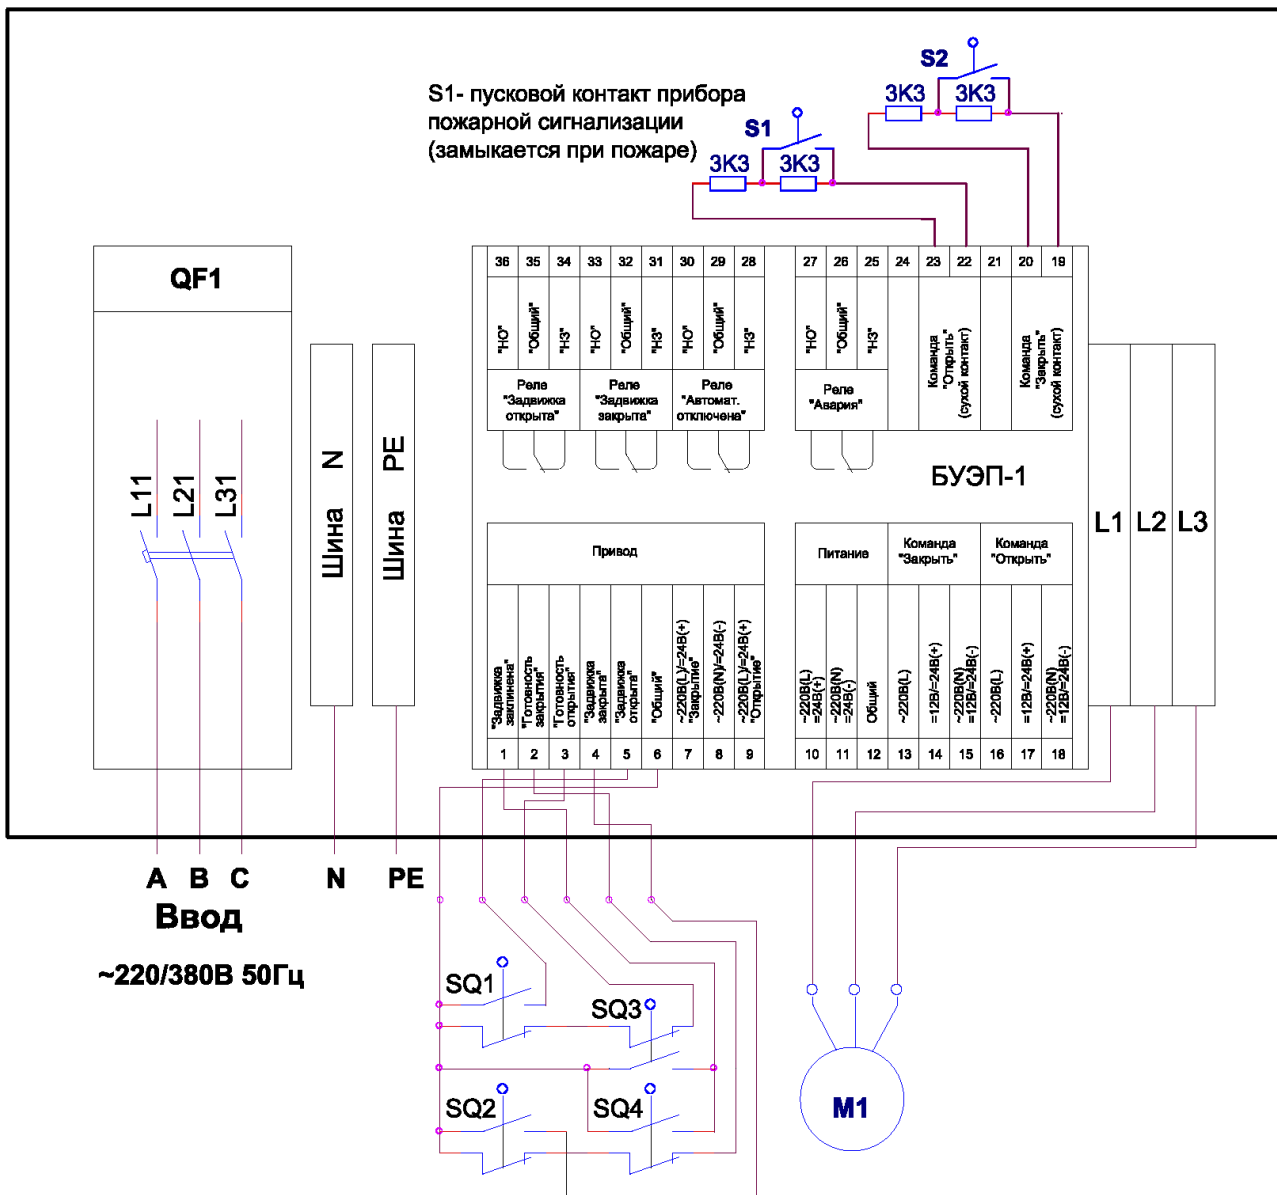 S2
3К3 3К3
S1- пусковой контакт прибора
пожарной сигнализации
(замыкается при пожаре)
S1
3К3 3К3
QF1
36 35 34 33 32 31 30 29 28
27 26 25 24 23 22 21 20 19
"НО"
"Общий"
"НЗ"
"НО"
"Общий"
"НЗ"
"НО"
"Общий"
"НЗ"
"НО"
"Общий"
"НЗ"
Команда
"Открыть"
(сухой контакт)
Команда
"Закрыть"
(сухой контакт)
Реле
"Задвижка
открыта"
Реле
"Задвижка
закрыта"
Реле
"Автомат.
отключена"
Реле
"Авария"
БУЭП-1
L11
L21
L31
Шина N
Шина PE
L1 L2 L3
Привод
Питание
Команда
"Закрыть"
Команда
"Открыть"
"Задвижка
заклинена"
"Готовность
закрытия"
"Готовность
открытия"
"Задвижка
закрыта"
"Задвижка
открыта"
"Общий"
~220В(L)/=24В(+)
"Закрытие"
~220В(N)/=24В(-)
~220В(L)/=24В(+)
"Открытие"
~220В(L)
=24В(+)
~220В(N)
=24В(-)
Общий
~220В(L)
=12В/=24В(+)
~220В(N)
=12В/=24В(-)
~220В(L)
=12В/=24В(+)
~220В(N)
=12В/=24В(-)
1 2 3 4 5 6 7 8 9
10 11 12 13 14 15 16 17 18
A B C N PE
Ввод
~220/380В 50Гц
SQ1
SQ3
SQ2
SQ4
M1